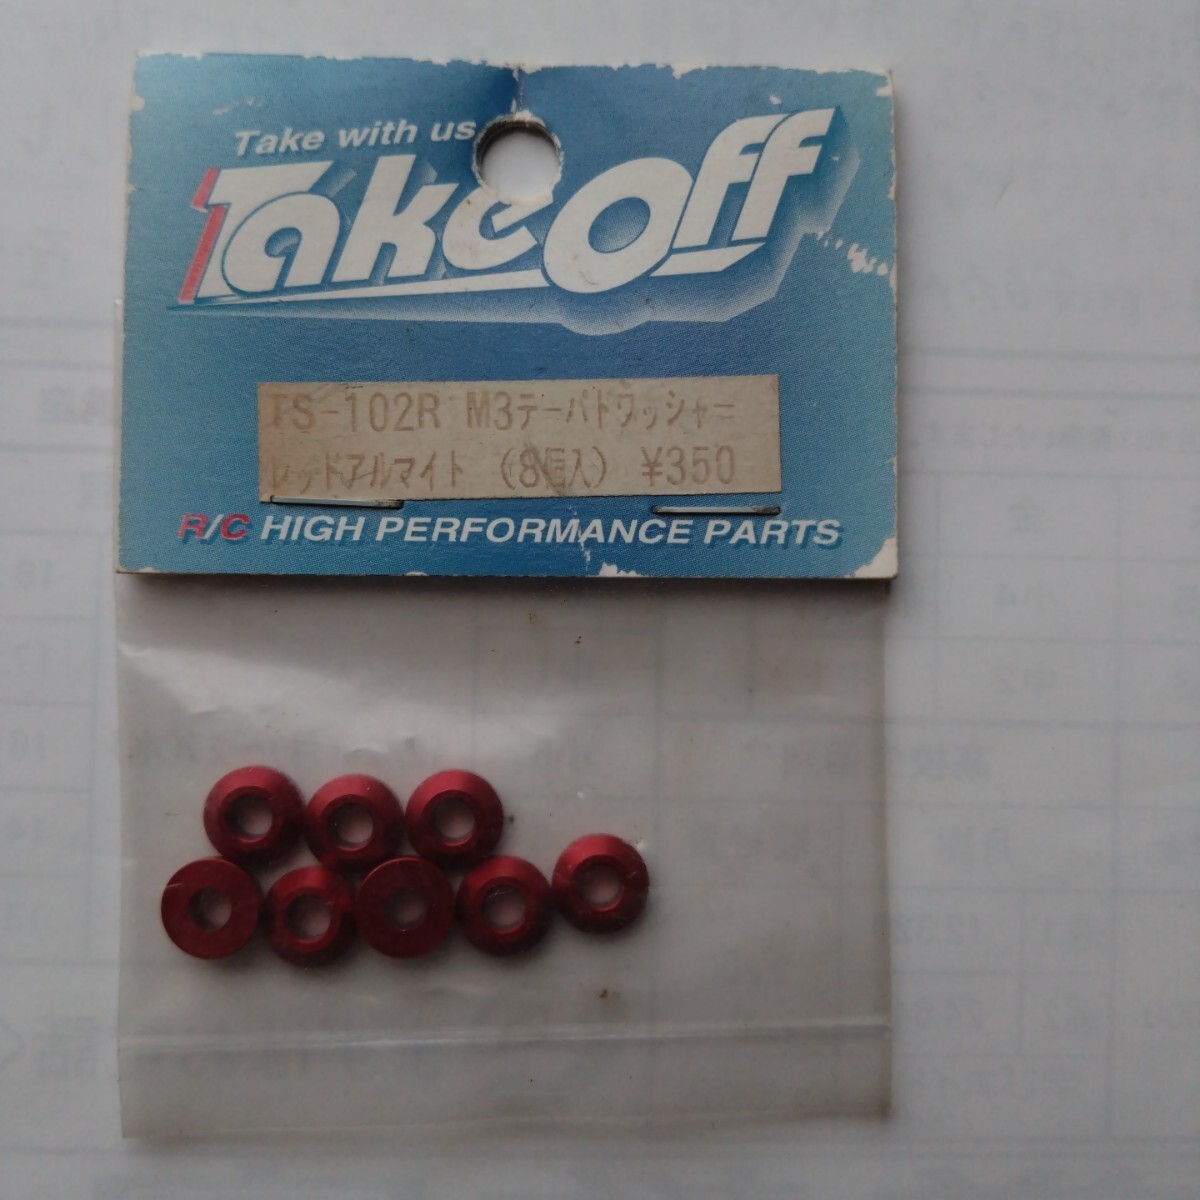 Take with us
Takeoff
TS-102R M3テーパトワッシャー
レッドアルマイト (8個入) ¥350
R/C HIGH PERFORMANCE PARTS